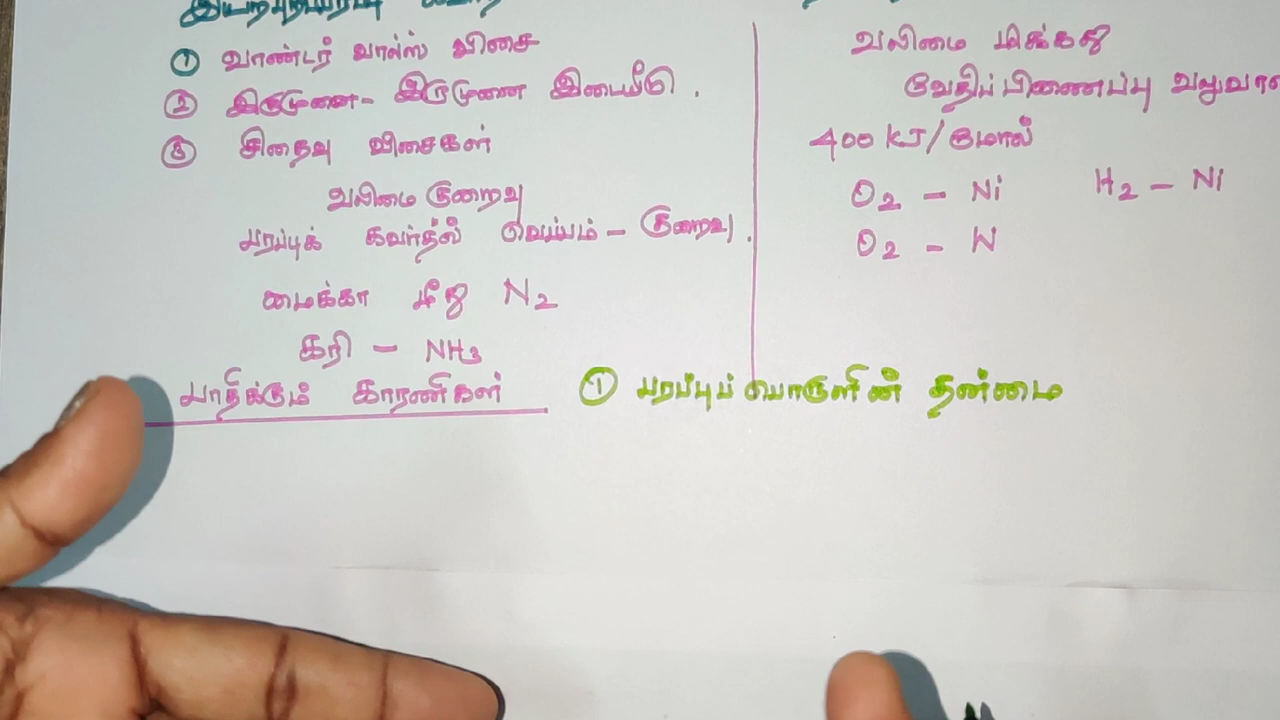 ① வாண்டர் வால்ஸ் விசை
② இருமுனை - இருமுனை இடையீடு .
③ சிதைவு விசைகள்
வலிமை குறைவு
பரப்புக் கவர்தல் வெப்பம் - குறைவு .
மைக்கா மீது N₂
கரி - NH₃
வலிமை மிக்கது
வேதிப்பிணைப்பு
400 KJ/மோல்
O₂ - Ni H₂ - Ni
O₂ - W
பாதிக்கும் காரணிகள் ① பரப்புப் பொருளின் தன்மை